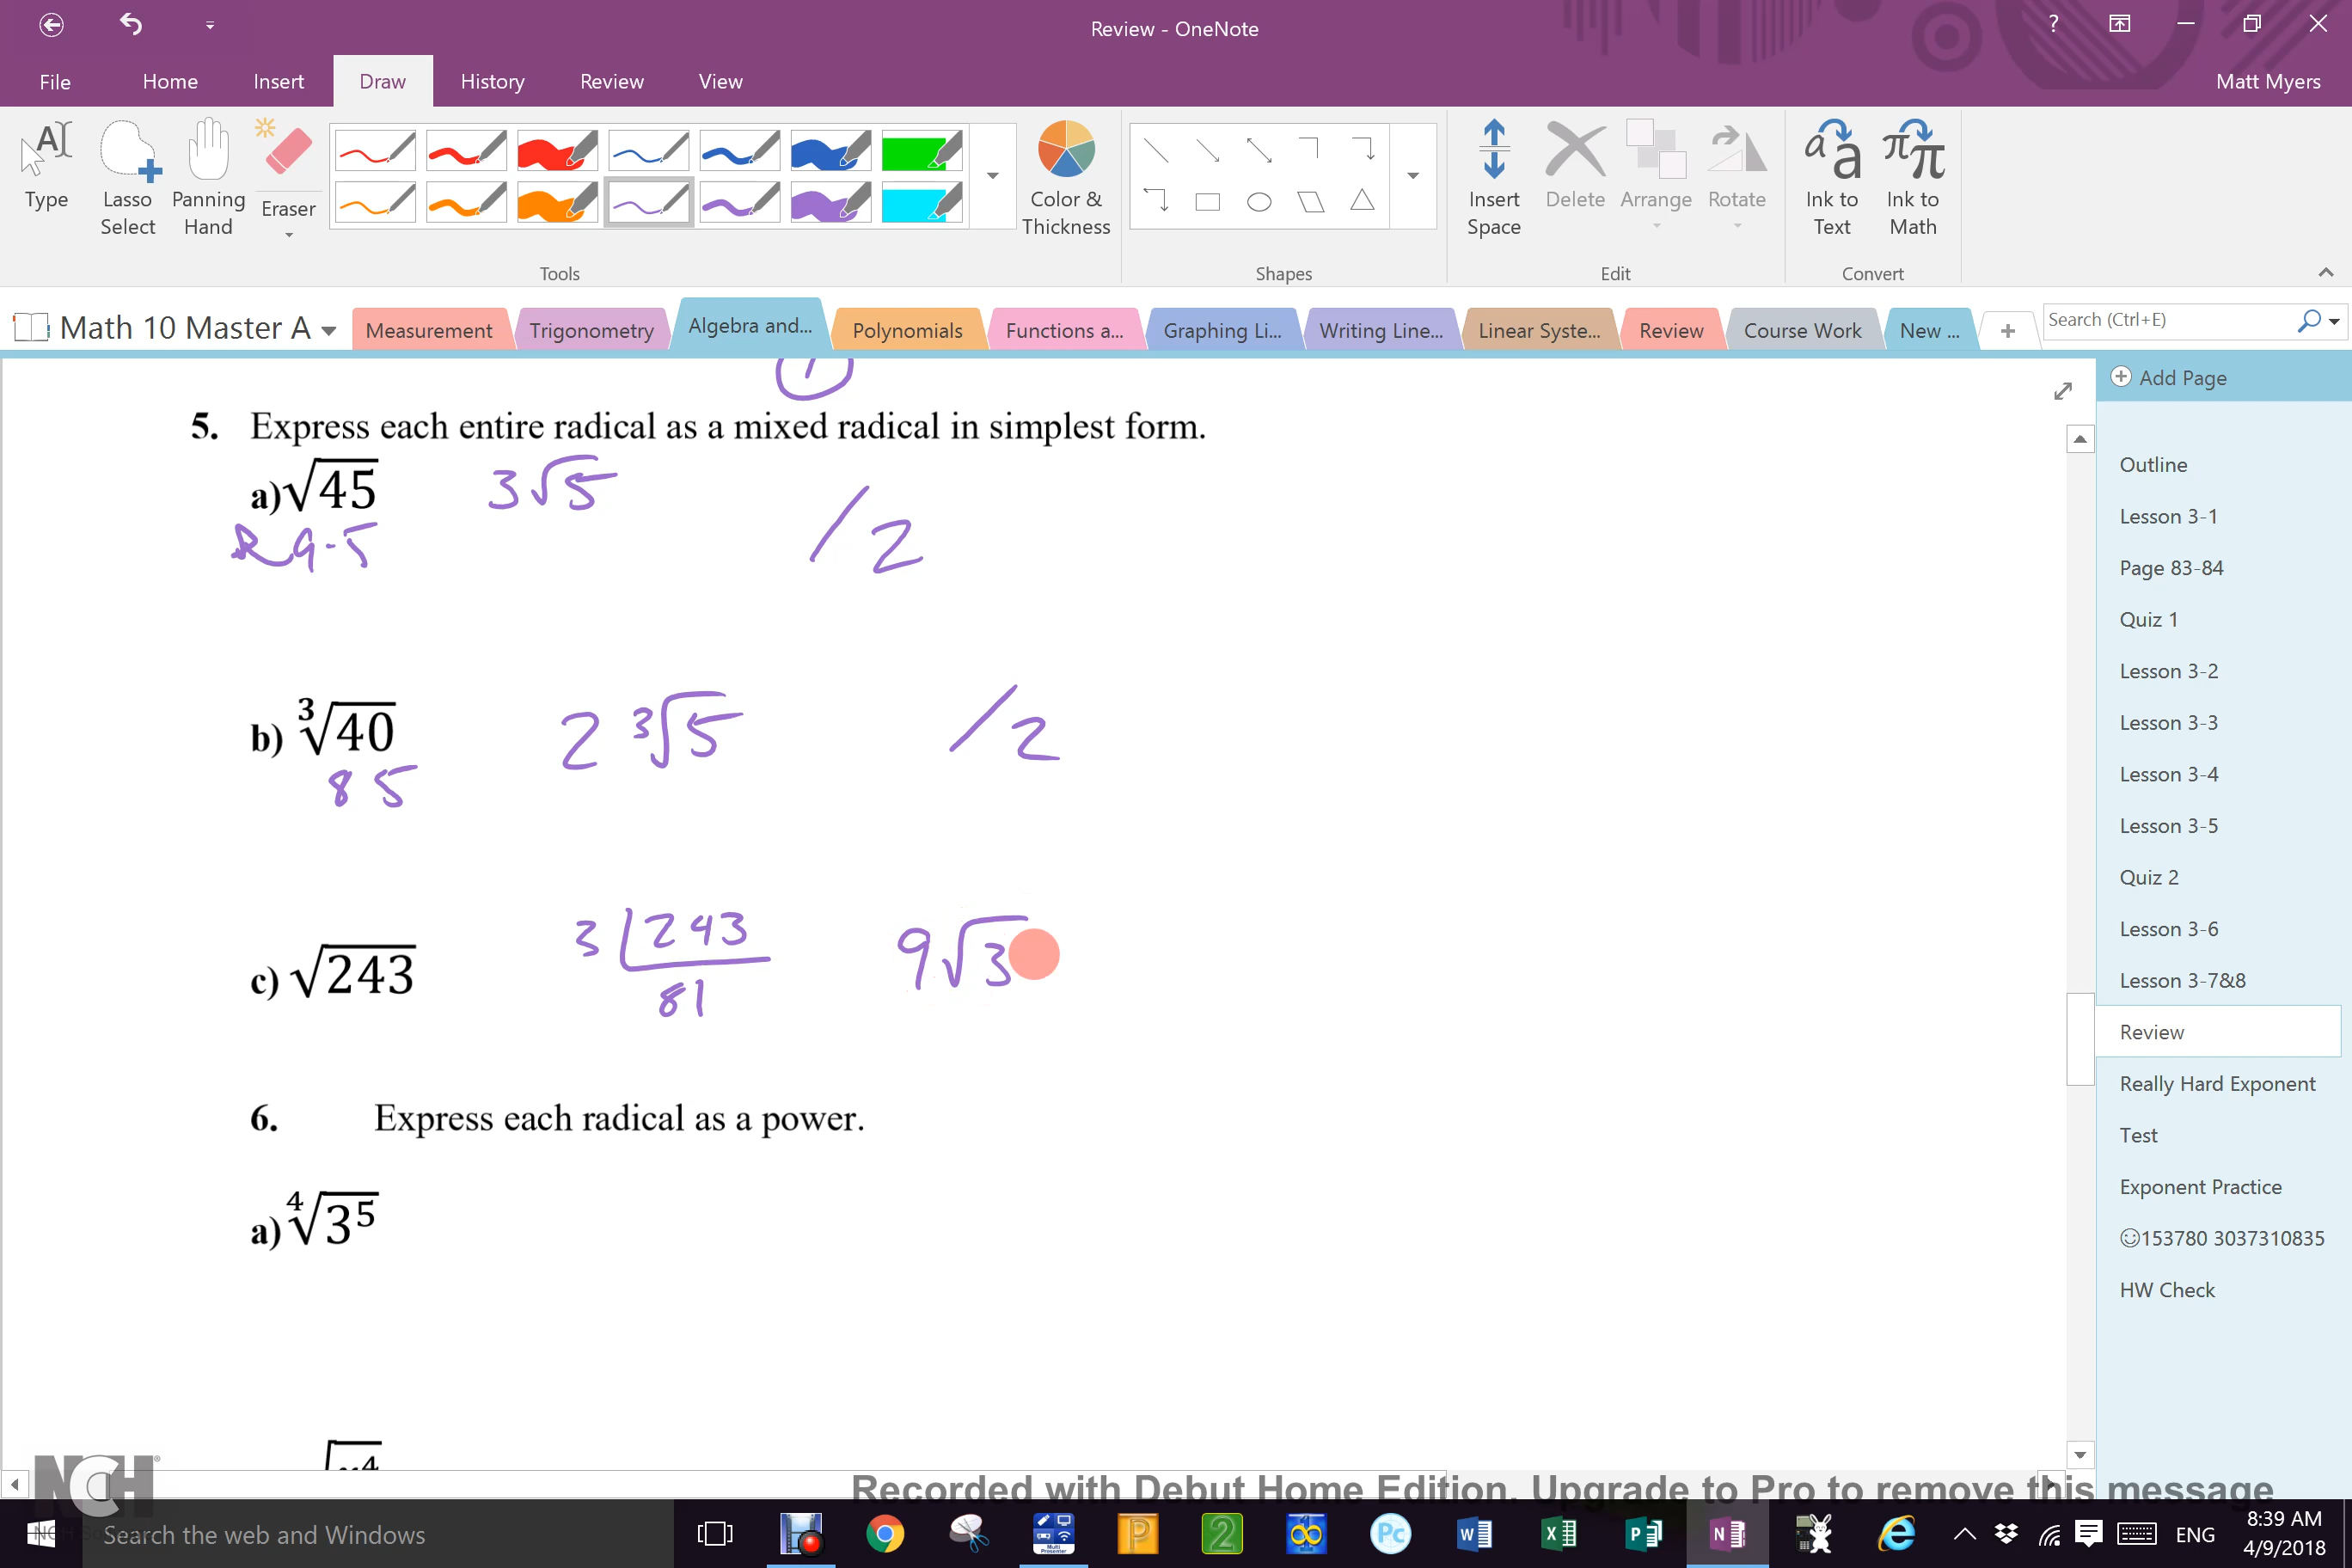 Review - OneNote
?
File Home Insert Draw History Review View Matt Myers
Type Lasso Select Panning Hand Eraser Color & Thickness Insert Space Delete Arrange Rotate Ink to Text Ink to Math
Tools Shapes Edit Convert
Math 10 Master A Measurement Trigonometry Algebra and... Polynomials Functions a... Graphing Li... Writing Line... Linear Syste... Review Course Work New ... + Search (Ctrl+E)
Add Page
5. Express each entire radical as a mixed radical in simplest form.
a) √45 3√5 /2
9·5
b) ³√40 2 ³√5 /2
8 5
c) √243 3 243 9√3
81
6. Express each radical as a power.
a) ⁴√3⁵
Outline
Lesson 3-1
Page 83-84
Quiz 1
Lesson 3-2
Lesson 3-3
Lesson 3-4
Lesson 3-5
Quiz 2
Lesson 3-6
Lesson 3-7&8
Review
Really Hard Exponent
Test
Exponent Practice
☺153780 3037310835
HW Check
NCH
Recorded with Debut Home Edition. Upgrade to Pro to remove this message
Search the web and Windows
ENG
8:39 AM
4/9/2018